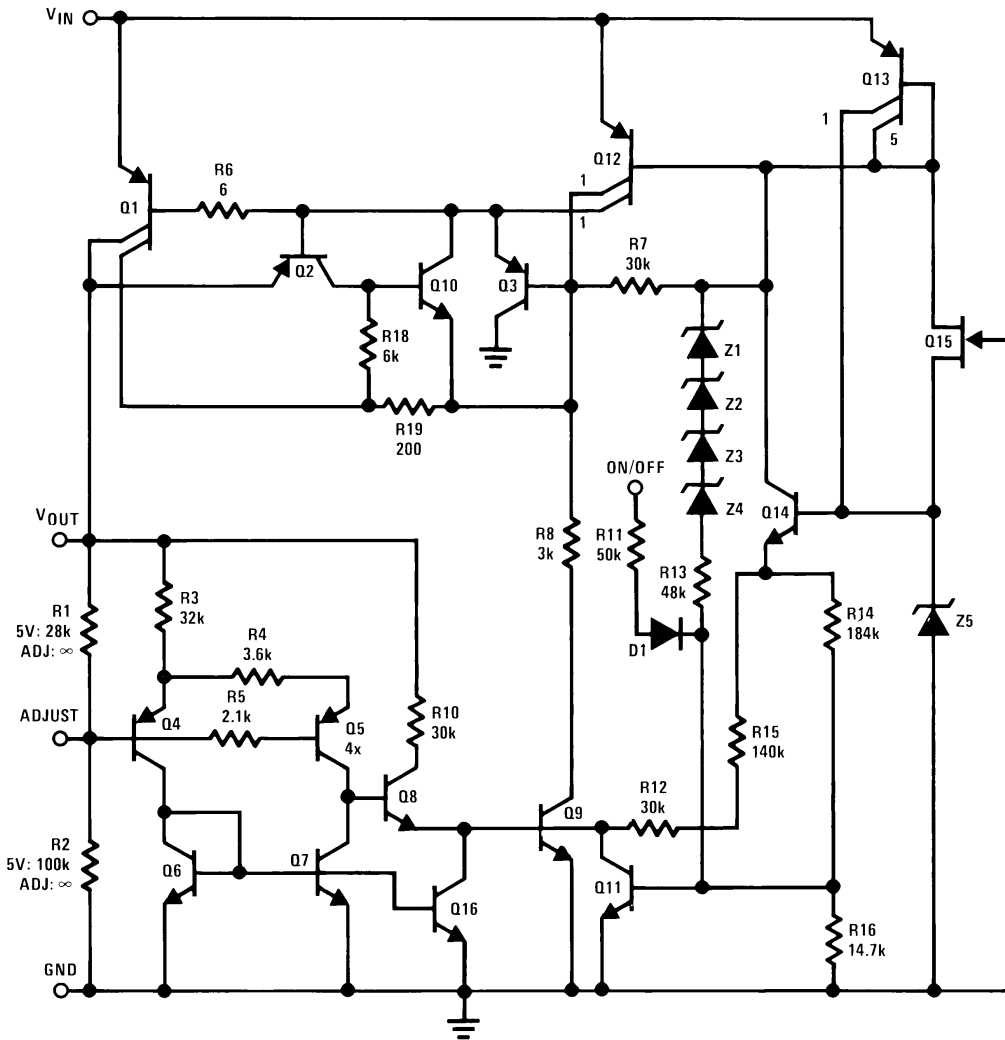 VIN
Q13
1
5
Q12
1
1
R6
6
Q1
R7
30k
Q2
Q10
Q3
Q15
R18
6k
Z1
Z2
Z3
Z4
R19
200
ON/OFF
Q14
VOUT
R8
3k
R11
50k
R13
48k
R3
32k
R1
5V: 28k
ADJ: ∞
R14
184k
Z5
R4
3.6k
D1
ADJUST
Q4
R5
2.1k
Q5
4x
R10
30k
R15
140k
Q8
R12
30k
Q9
R2
5V: 100k
ADJ: ∞
Q6
Q7
Q11
Q16
R16
14.7k
GND